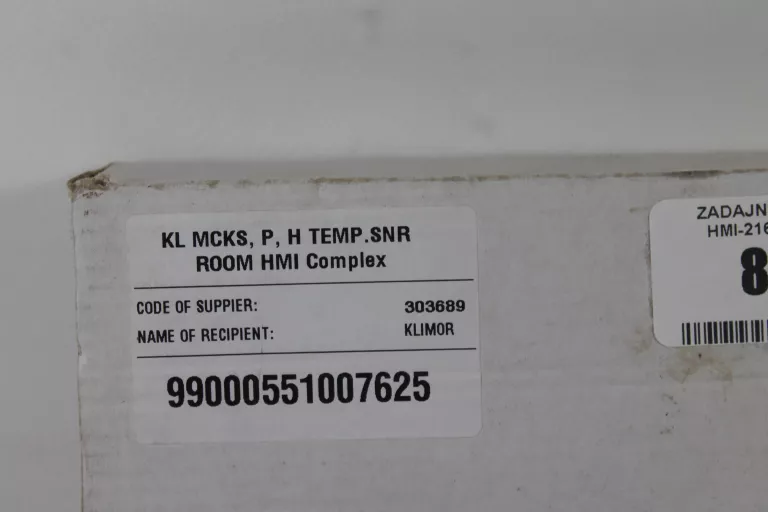 KL MCKS, P, H TEMP.SNR
ROOM HMI Complex
CODE OF SUPPIER: 303689
NAME OF RECIPIENT: KLIMOR
99000551007625
ZADAJN
HMI-216
8